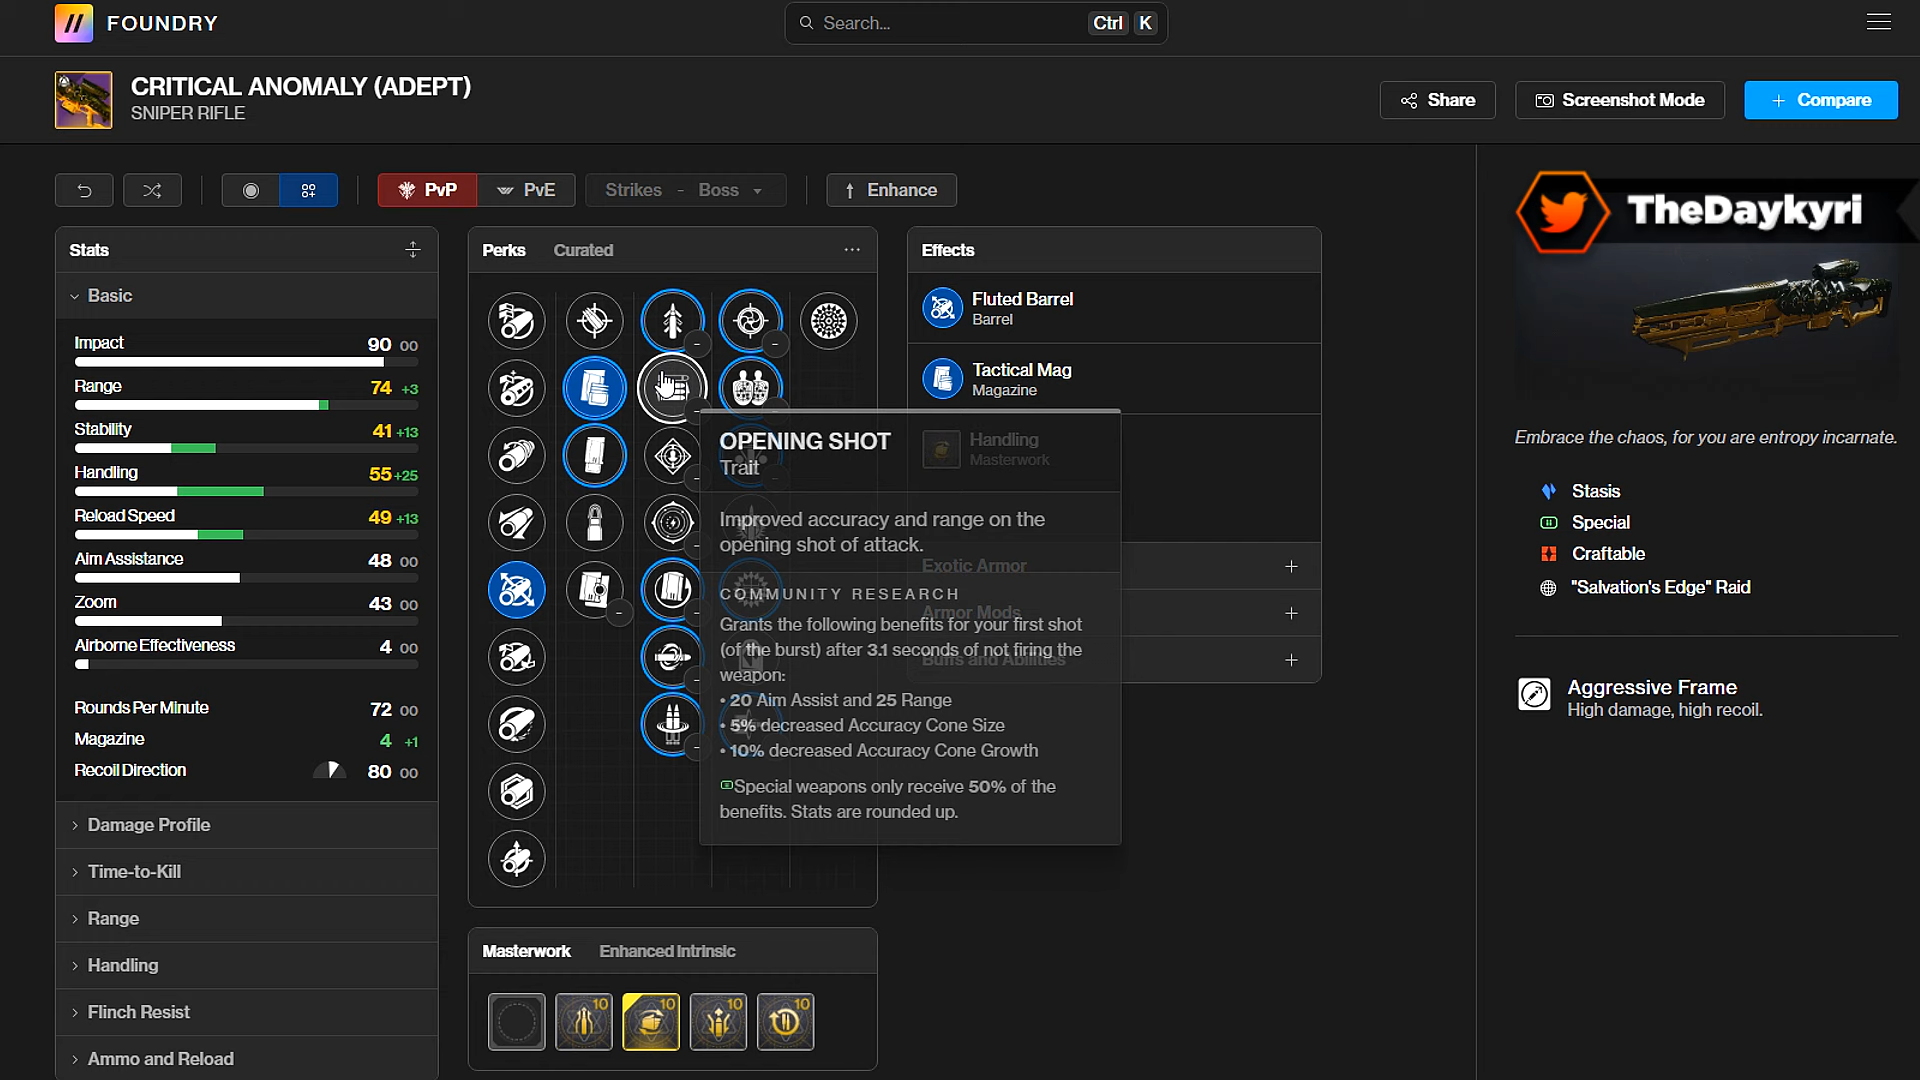 FOUNDRY
Search...
Ctrl K
CRITICAL ANOMALY (ADEPT)
SNIPER RIFLE
Share
Screenshot Mode
+ Compare
PvP
PvE
Strikes - Boss
Enhance
Stats
Basic
Impact 90 00
Range 74 +3
Stability 41 +13
Handling 55 +25
Reload Speed 49 +13
Aim Assistance 48 00
Zoom 43 00
Airborne Effectiveness 4 00
Rounds Per Minute 72 00
Magazine 4 +1
Recoil Direction 80 00
Damage Profile
Time-to-Kill
Range
Handling
Flinch Resist
Ammo and Reload
Perks Curated
OPENING SHOT
Trait
Improved accuracy and range on the
opening shot of attack.
COMMUNITY RESEARCH
Grants the following benefits for your first shot
(of the burst) after 3.1 seconds of not firing the
weapon:
• 20 Aim Assist and 25 Range
• 5% decreased Accuracy Cone Size
• 10% decreased Accuracy Cone Growth
Special weapons only receive 50% of the
benefits. Stats are rounded up.
Masterwork Enhanced Intrinsic
10
10
10
10
Effects
Fluted Barrel
Barrel
Tactical Mag
Magazine
Handling
Masterwork
Exotic Armor
Armor Mods
Buffs and Abilities
TheDaykyri
Embrace the chaos, for you are entropy incarnate.
Stasis
Special
Craftable
"Salvation's Edge" Raid
Aggressive Frame
High damage, high recoil.